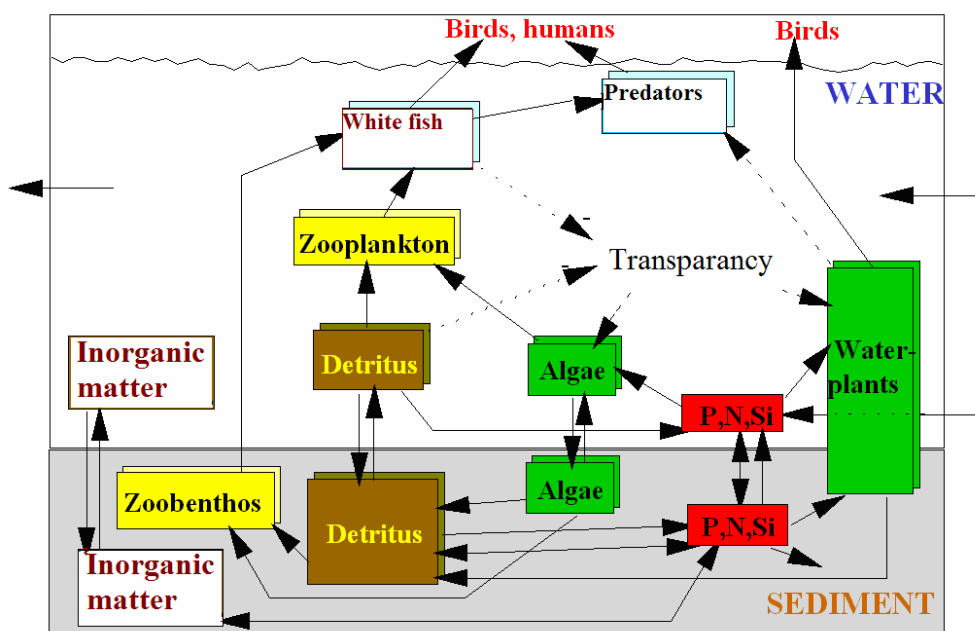 Birds, humans
Birds
WATER
Predators
White fish
Zooplankton
-
Transparancy
-
Inorganic
matter
Detritus
Algae
Water-
plants
P,N,Si
Zoobenthos
Algae
Detritus
P,N,Si
Inorganic
matter
SEDIMENT